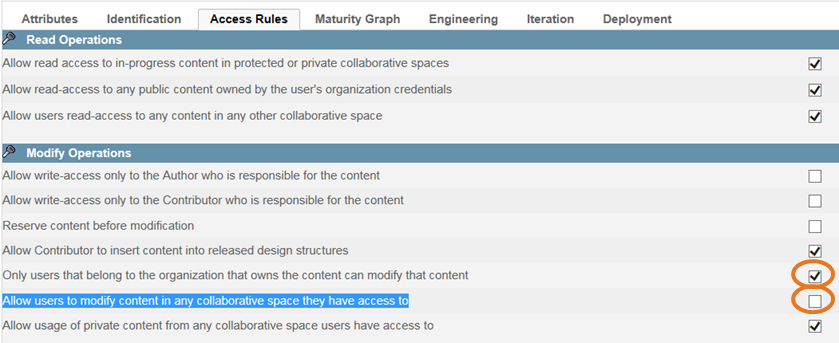 Attributes Identification Access Rules Maturity Graph Engineering Iteration Deployment
Read Operations
Allow read access to in-progress content in protected or private collaborative spaces
Allow read-access to any public content owned by the user's organization credentials
Allow users read-access to any content in any other collaborative space
Modify Operations
Allow write-access only to the Author who is responsible for the content
Allow write-access only to the Contributor who is responsible for the content
Reserve content before modification
Allow Contributor to insert content into released design structures
Only users that belong to the organization that owns the content can modify that content
Allow users to modify content in any collaborative space they have access to
Allow usage of private content from any collaborative space users have access to